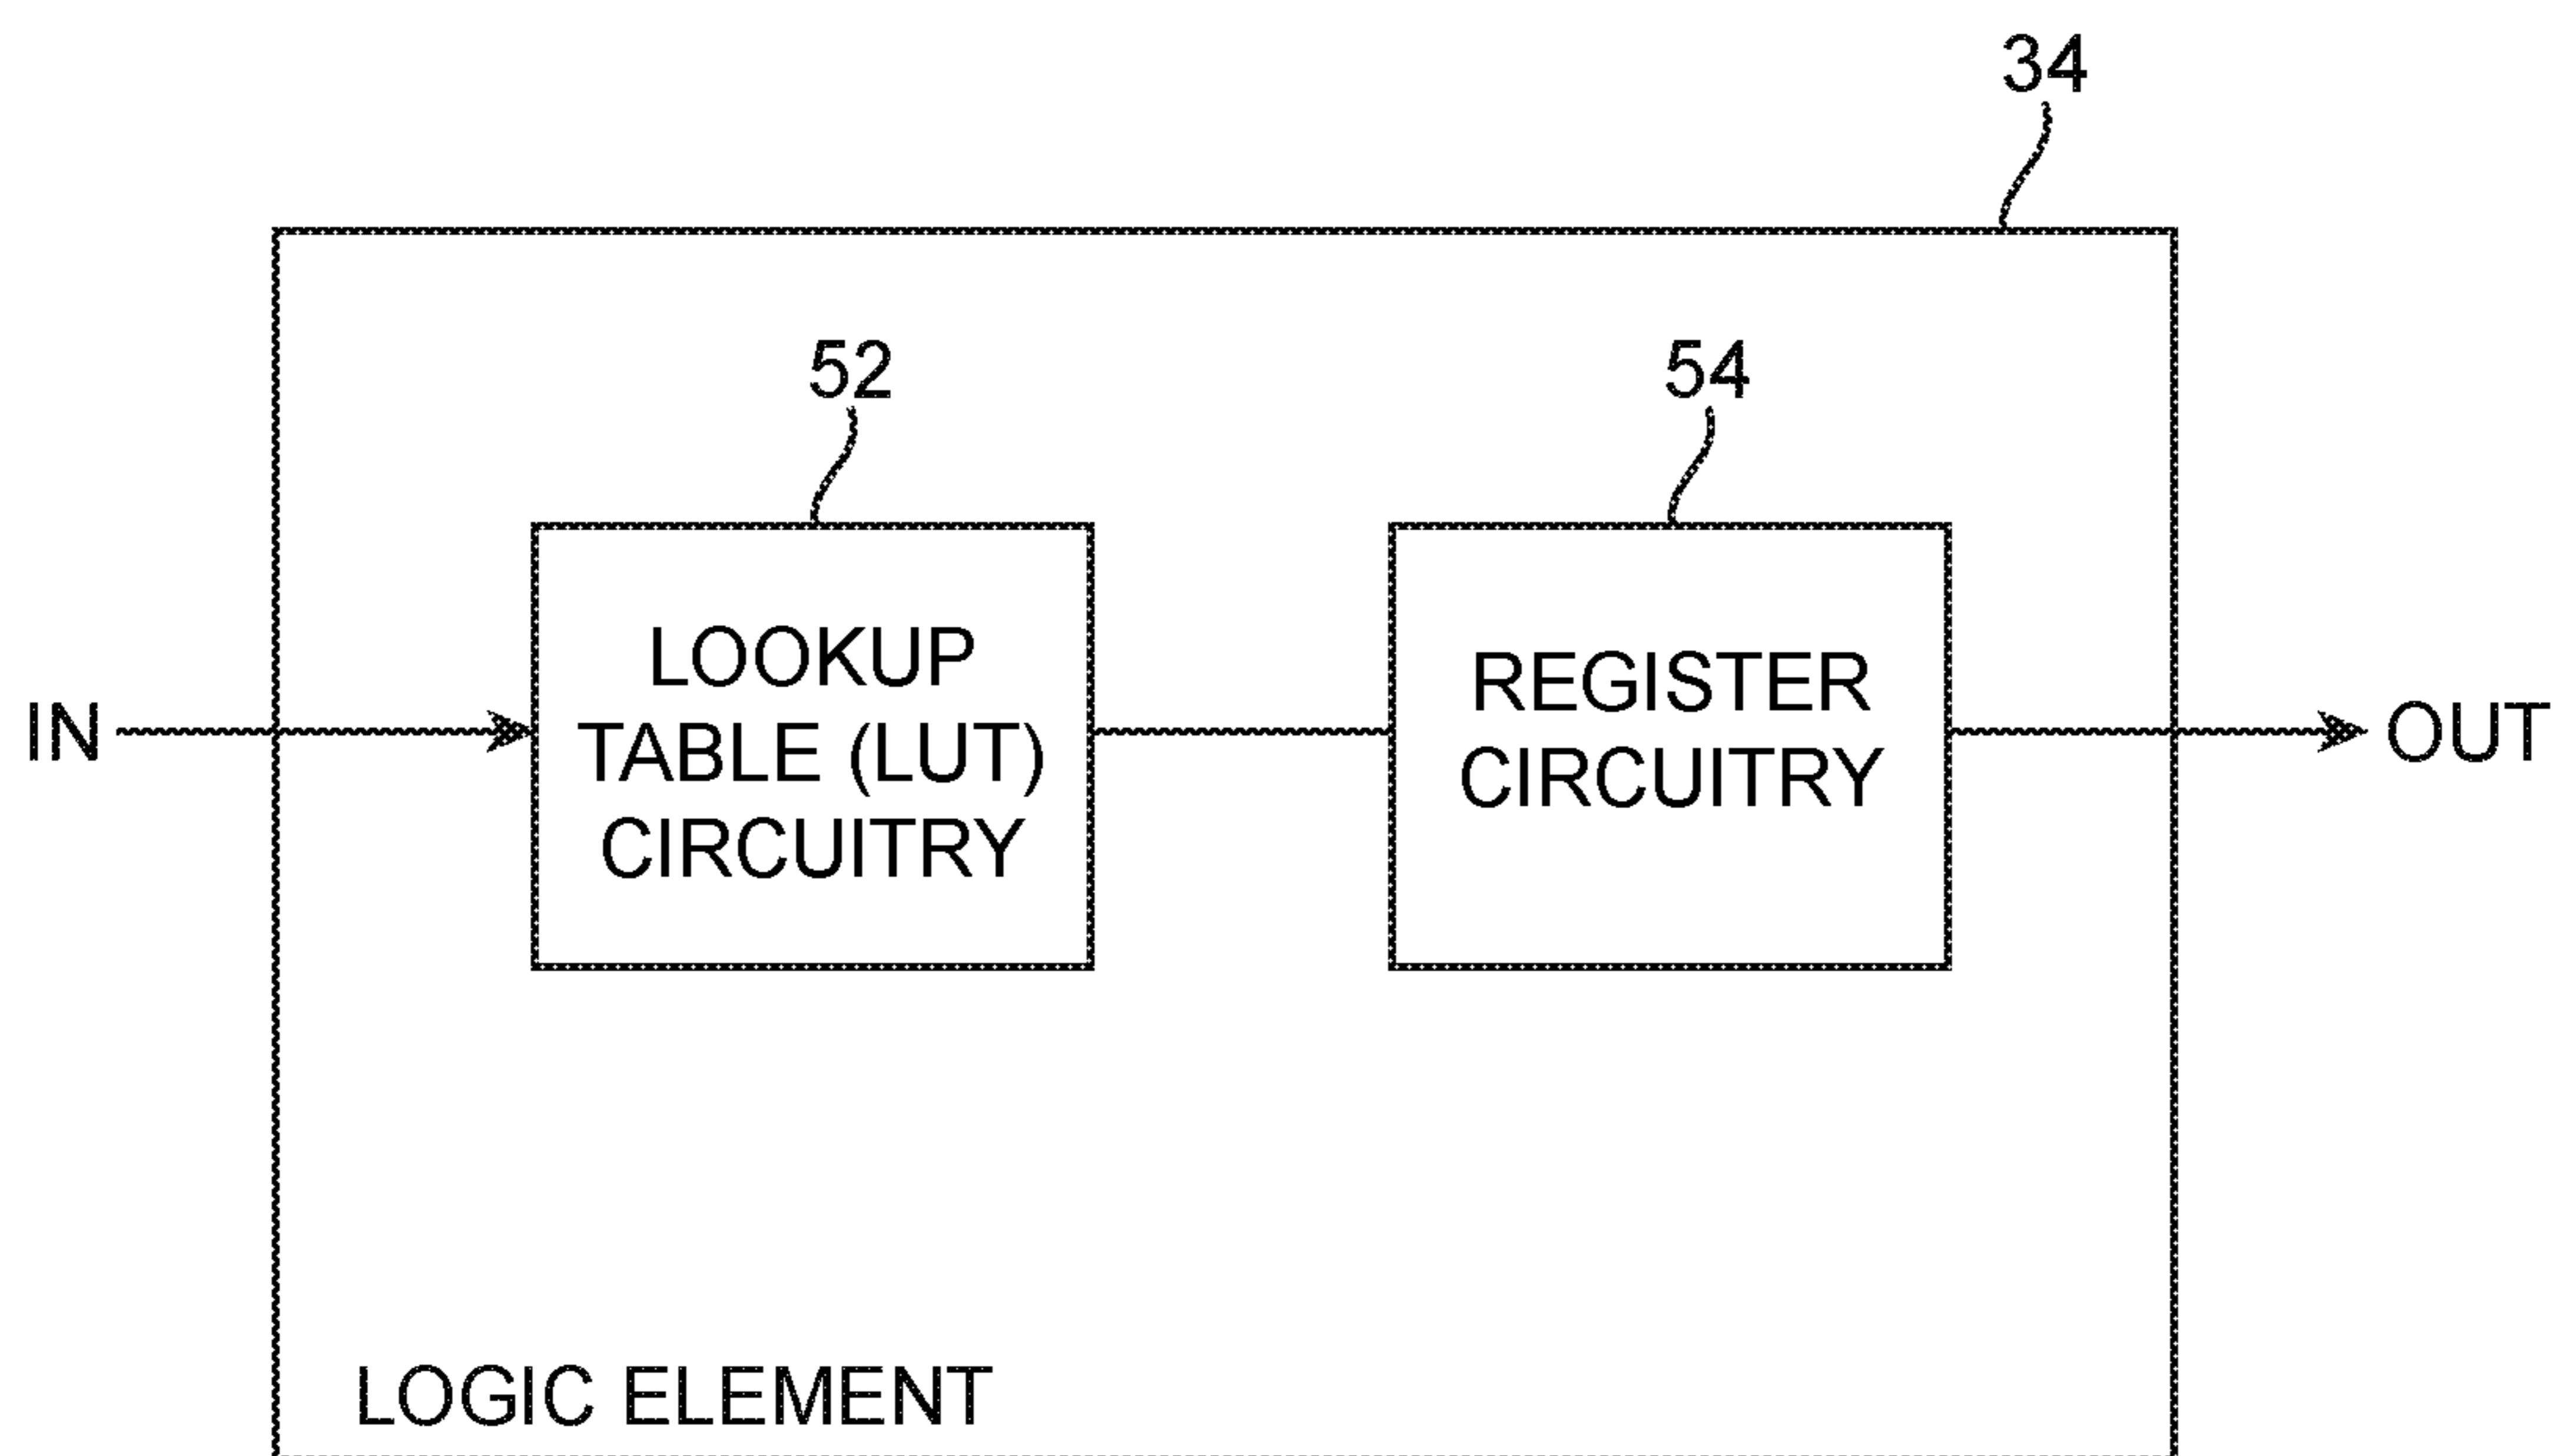 34
52
54
LOOKUP
TABLE (LUT)
CIRCUITRY
REGISTER
CIRCUITRY
IN
OUT
LOGIC ELEMENT